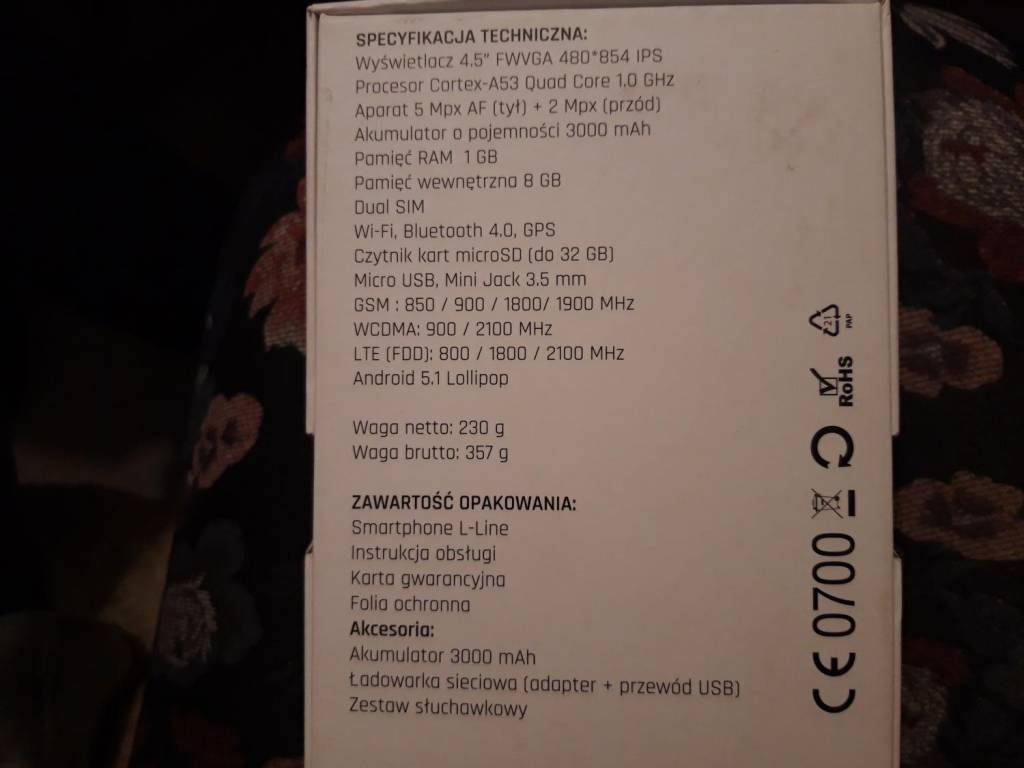 SPECYFIKACJA TECHNICZNA:
Wyświetlacz 4.5” FWVGA 480*854 IPS
Procesor Cortex-A53 Quad Core 1.0 GHz
Aparat 5 Mpx AF (tył) + 2 Mpx (przód)
Akumulator o pojemności 3000 mAh
Pamięć RAM 1 GB
Pamięć wewnętrzna 8 GB
Dual SIM
Wi-Fi, Bluetooth 4.0, GPS
Czytnik kart microSD (do 32 GB)
Micro USB, Mini Jack 3.5 mm
GSM : 850 / 900 / 1800/ 1900 MHz
WCDMA: 900 / 2100 MHz
LTE (FDD): 800 / 1800 / 2100 MHz
Android 5.1 Lollipop
Waga netto: 230 g
Waga brutto: 357 g
ZAWARTOŚĆ OPAKOWANIA:
Smartphone L-Line
Instrukcja obsługi
Karta gwarancyjna
Folia ochronna
Akcesoria:
Akumulator 3000 mAh
Ładowarka sieciowa (adapter + przewód USB)
Zestaw słuchawkowy
CE 0700
RoHS
21
PAP